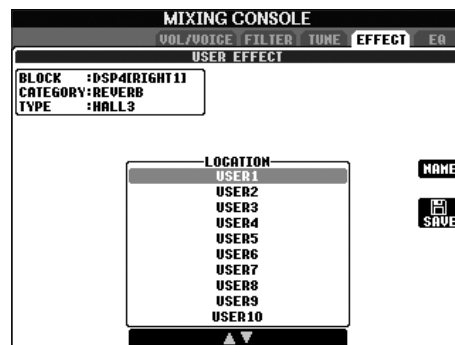 MIXING CONSOLE
VOL/VOICE FILTER TUNE EFFECT EQ
USER EFFECT
BLOCK :DSP4[RIGHT1]
CATEGORY:REVERB
TYPE :HALL3
LOCATION
USER1
USER2
USER3
USER4
USER5
USER6
USER7
USER8
USER9
USER10
NAME
SAVE